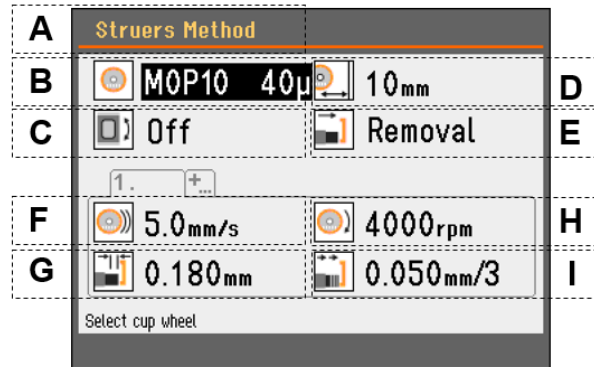 A Struers Method
B MOP10 40µ 10mm D
C Off Removal E
1. +...
F 5.0mm/s 4000rpm H
G 0.180mm 0.050mm/3 I
Select cup wheel